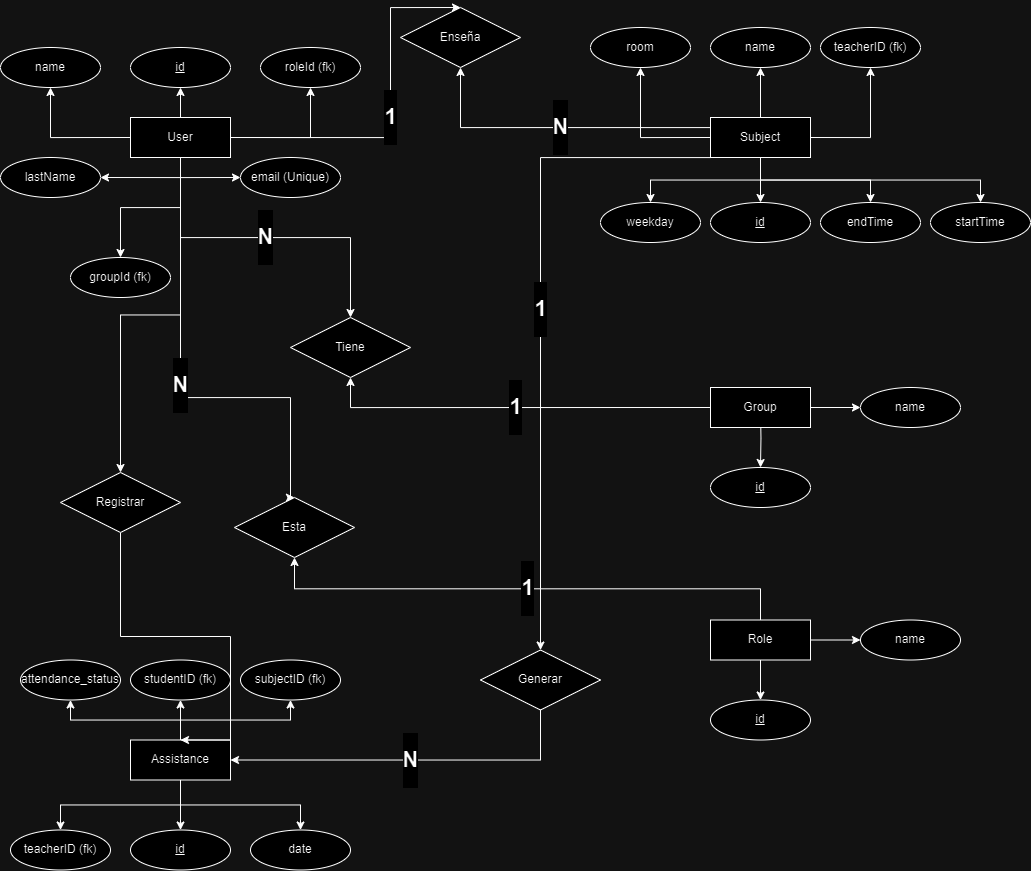 Enseña
room
name
teacherID (fk)
name
id
roleId (fk)
1
N
User
Subject
lastName
email (Unique)
weekday
id
endTime
startTime
N
groupId (fk)
1
Tiene
N
1
Group
name
id
Registrar
Esta
1
Role
name
attendance_status
studentID (fk)
subjectID (fk)
Generar
id
Assistance
N
teacherID (fk)
id
date